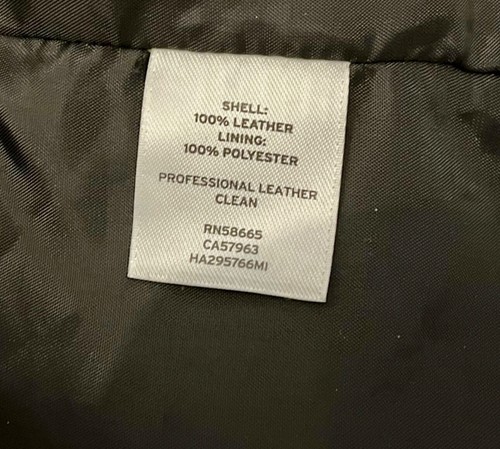 SHELL:
100% LEATHER
LINING:
100% POLYESTER
PROFESSIONAL LEATHER
CLEAN
RN58665
CA57963
HA295766MI